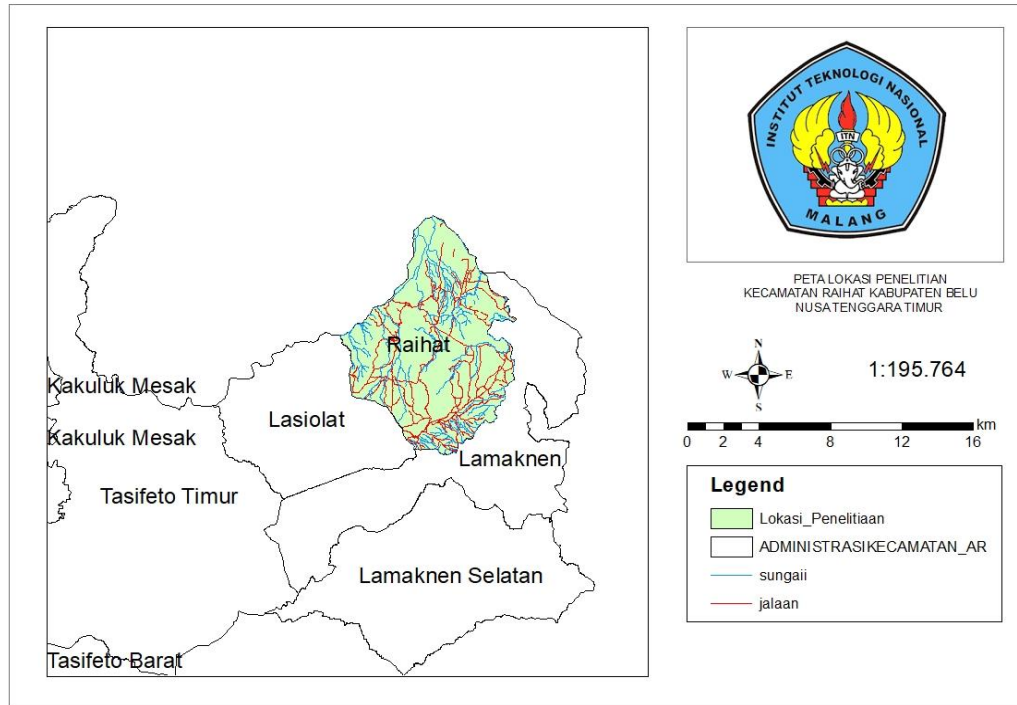 Kakuluk Mesak
Kakuluk Mesak
Tasifeto Timur
Tasifeto Barat
Lasiolat
Raihat
Lamaknen
Lamaknen Selatan
INSTITUT TEKNOLOGI NASIONAL
ITN
MALANG
PETA LOKASI PENELITIAN
KECAMATAN RAIHAT KABUPATEN BELU
NUSA TENGGARA TIMUR
N
W E
S
1:195.764
km
0 2 4 8 12 16
Legend
Lokasi_Penelitiaan
ADMINISTRASIKECAMATAN_AR
sungaii
jalaan